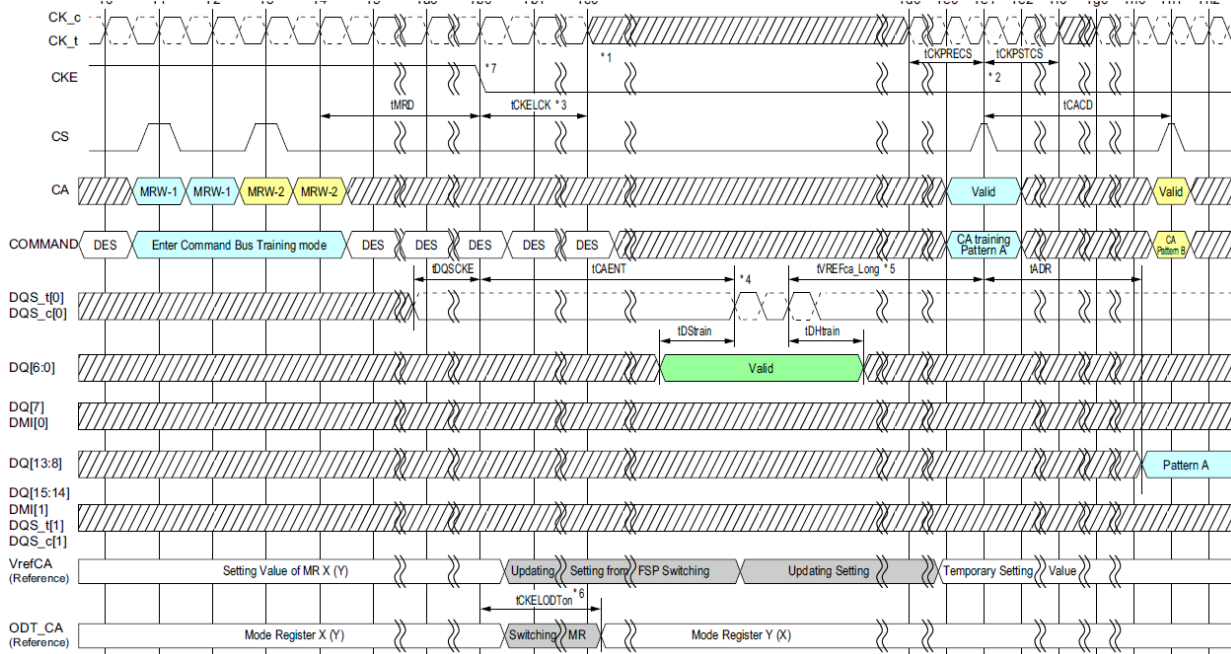 CK_c
CK_t
*1
tCKPRECS
tCKPSTCS
CKE
*7
*2
tMRD
tCKELCK *3
tCACD
CS
CA
MRW-1
MRW-1
MRW-2
MRW-2
Valid
Valid
COMMAND
DES
Enter Command Bus Training mode
DES
DES
DES
DES
DES
CA training
Pattern A
CA
Pattern B
tDQSCKE
tCAENT
*4
tVREFca_Long *5
tADR
DQS_t[0]
DQS_c[0]
tDStrain
tDHtrain
DQ[6:0]
Valid
DQ[7]
DMI[0]
DQ[13:8]
Pattern A
DQ[15:14]
DMI[1]
DQS_t[1]
DQS_c[1]
VrefCA
(Reference)
Setting Value of MR X (Y)
Updating Setting from FSP Switching
Updating Setting
Temporary Setting Value
tCKELODTon *6
ODT_CA
(Reference)
Mode Register X (Y)
Switching MR
Mode Register Y (X)